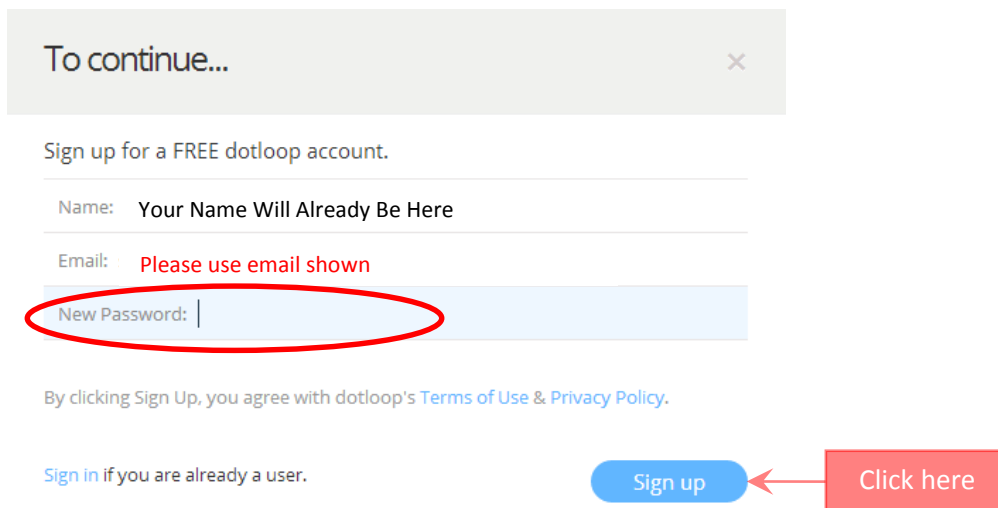 To continue...
×
Sign up for a FREE dotloop account.
Name: Your Name Will Already Be Here
Email: Please use email shown
New Password:
By clicking Sign Up, you agree with dotloop's Terms of Use & Privacy Policy.
Sign in if you are already a user.
Sign up
Click here